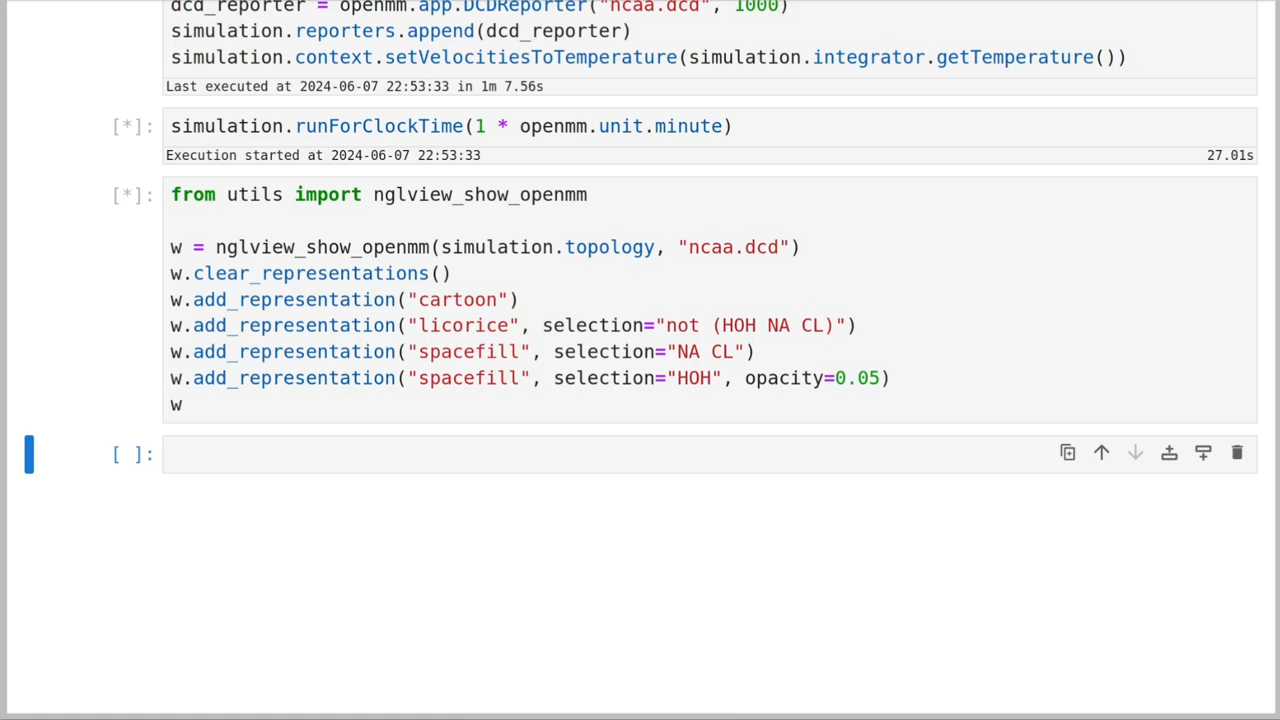 dcd_reporter = openmm.app.DCDReporter("ncaa.dcd", 1000)
simulation.reporters.append(dcd_reporter)
simulation.context.setVelocitiesToTemperature(simulation.integrator.getTemperature())
Last executed at 2024-06-07 22:53:33 in 1m 7.56s
[*]: simulation.runForClockTime(1 * openmm.unit.minute)
Execution started at 2024-06-07 22:53:33 27.01s
[*]: from utils import nglview_show_openmm
w = nglview_show_openmm(simulation.topology, "ncaa.dcd")
w.clear_representations()
w.add_representation("cartoon")
w.add_representation("licorice", selection="not (HOH NA CL)")
w.add_representation("spacefill", selection="NA CL")
w.add_representation("spacefill", selection="HOH", opacity=0.05)
w
[ ]: